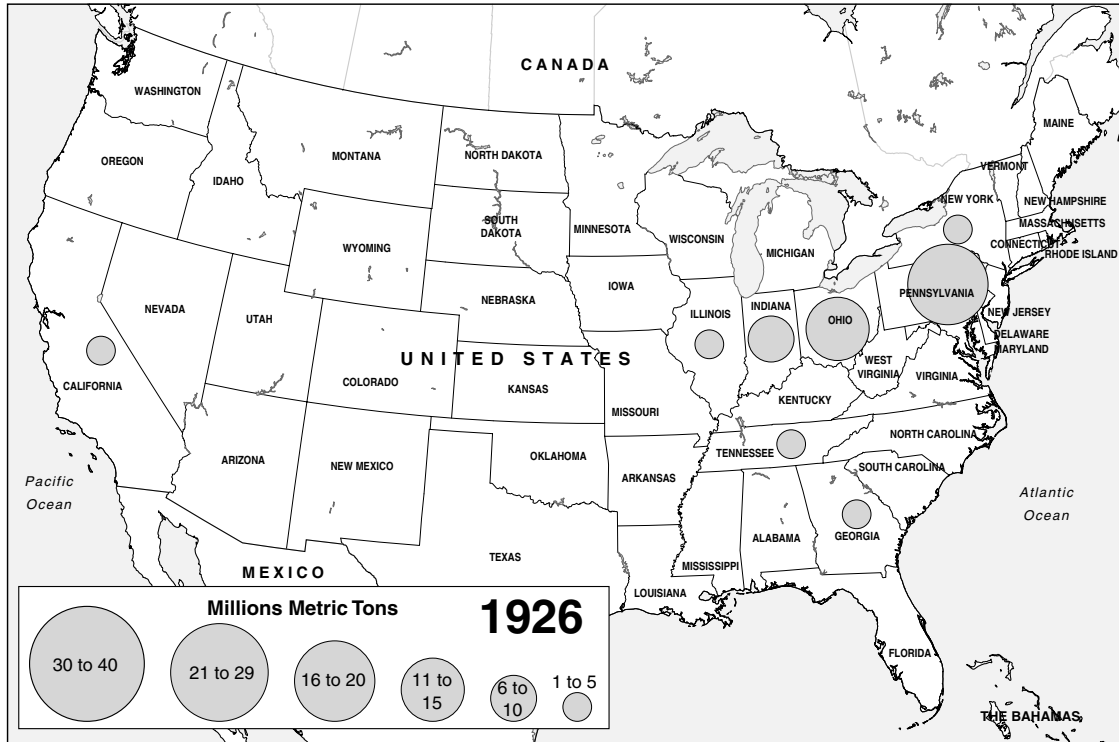 CANADA
WASHINGTON
MAINE
OREGON
MONTANA
NORTH DAKOTA
VERMONT
IDAHO
NEW YORK
NEW HAMPSHIRE
SOUTH
DAKOTA
MINNESOTA
MASSACHUSETTS
WISCONSIN
WYOMING
MICHIGAN
CONNECTICUT
RHODE ISLAND
IOWA
PENNSYLVANIA
NEBRASKA
NEVADA
INDIANA
ILLINOIS
OHIO
NEW JERSEY
UTAH
DELAWARE
MARYLAND
UNITED STATES
WEST
VIRGINIA
COLORADO
CALIFORNIA
KANSAS
VIRGINIA
KENTUCKY
MISSOURI
NORTH CAROLINA
TENNESSEE
OKLAHOMA
ARIZONA
NEW MEXICO
SOUTH CAROLINA
ARKANSAS
Pacific
Ocean
Atlantic
Ocean
GEORGIA
ALABAMA
TEXAS
MISSISSIPPI
MEXICO
LOUISIANA
FLORIDA
THE BAHAMAS
Millions Metric Tons
1926
30 to 40
21 to 29
16 to 20
11 to
15
6 to
10
1 to 5